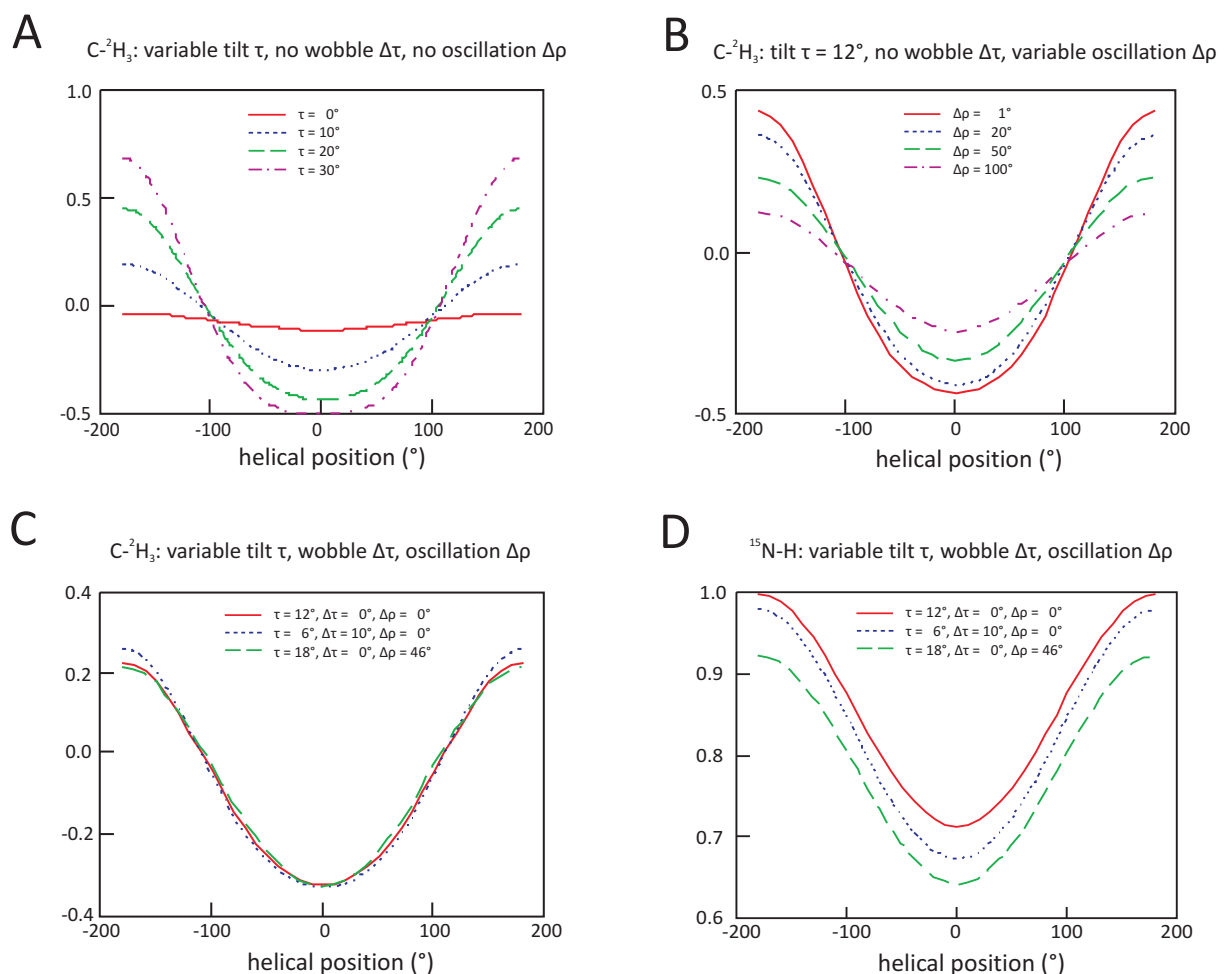 A
C-²H₃: variable tilt τ, no wobble Δτ, no oscillation Δρ
1.0
0.5
0.0
-0.5
τ = 0°
τ = 10°
τ = 20°
τ = 30°
-200 -100 0 100 200
helical position (°)
B
C-²H₃: tilt τ = 12°, no wobble Δτ, variable oscillation Δρ
0.5
0.0
-0.5
Δρ = 1°
Δρ = 20°
Δρ = 50°
Δρ = 100°
-200 -100 0 100 200
helical position (°)
C
C-²H₃: variable tilt τ, wobble Δτ, oscillation Δρ
0.4
0.2
0.0
-0.2
-0.4
τ = 12°, Δτ = 0°, Δρ = 0°
τ = 6°, Δτ = 10°, Δρ = 0°
τ = 18°, Δτ = 0°, Δρ = 46°
-200 -100 0 100 200
helical position (°)
D
¹⁵N-H: variable tilt τ, wobble Δτ, oscillation Δρ
1.0
0.9
0.8
0.7
0.6
τ = 12°, Δτ = 0°, Δρ = 0°
τ = 6°, Δτ = 10°, Δρ = 0°
τ = 18°, Δτ = 0°, Δρ = 46°
-200 -100 0 100 200
helical position (°)